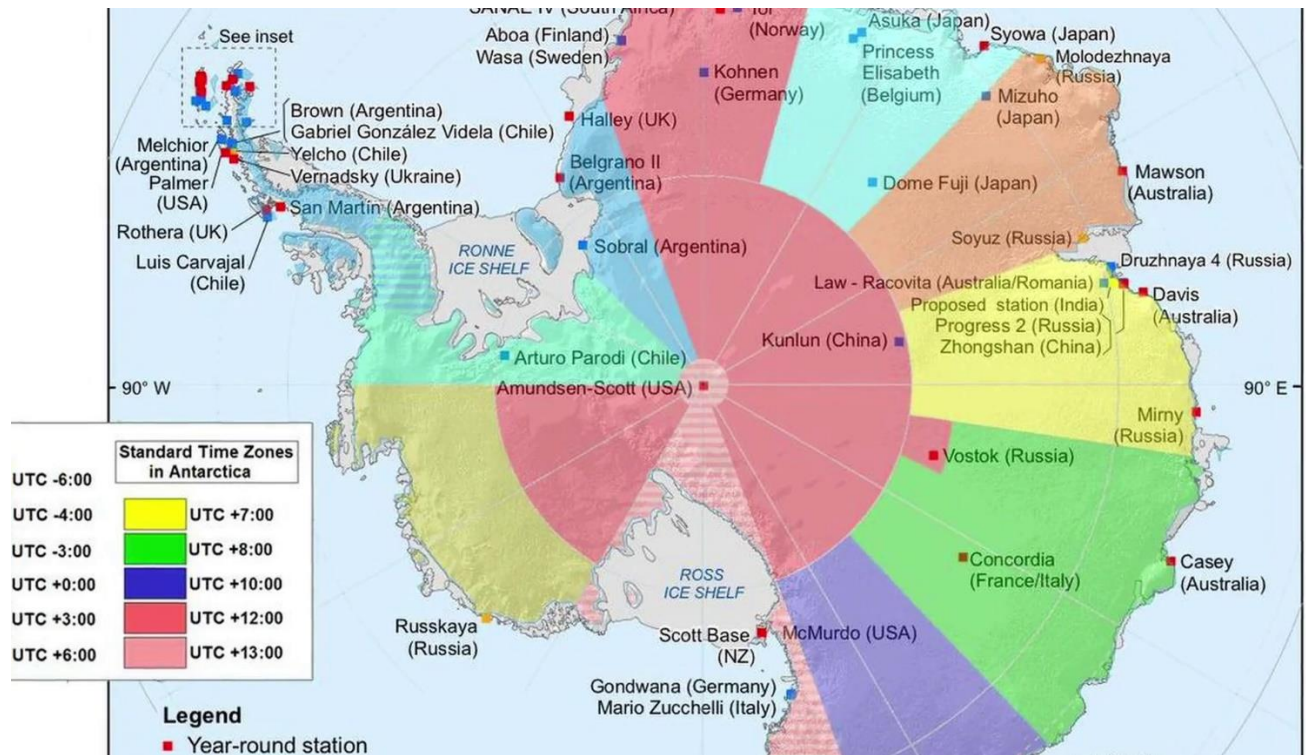 SANAE IV (South Africa)
Tor
(Norway)
Asuka (Japan)
Syowa (Japan)
See inset
Aboa (Finland)
Wasa (Sweden)
Princess
Elisabeth
(Belgium)
Molodezhnaya
(Russia)
Kohnen
(Germany)
Mizuho
(Japan)
Brown (Argentina)
Gabriel González Videla (Chile)
Halley (UK)
Melchior
(Argentina)
Yelcho (Chile)
Palmer
(USA)
Vernadsky (Ukraine)
Belgrano II
(Argentina)
Dome Fuji (Japan)
Mawson
(Australia)
San Martin (Argentina)
Rothera (UK)
RONNE
ICE SHELF
Sobral (Argentina)
Soyuz (Russia)
Luis Carvajal
(Chile)
Druzhnaya 4 (Russia)
Law - Racovita (Australia/Romania)
Davis
(Australia)
Proposed station (India)
Progress 2 (Russia)
Zhongshan (China)
Kunlun (China)
Arturo Parodi (Chile)
90° W
Amundsen-Scott (USA)
90° E
Mirny
(Russia)
Standard Time Zones
in Antarctica
Vostok (Russia)
UTC -6:00
UTC -4:00
UTC +7:00
UTC -3:00
UTC +8:00
UTC +0:00
UTC +10:00
UTC +3:00
UTC +12:00
UTC +6:00
UTC +13:00
Concordia
(France/Italy)
Casey
(Australia)
ROSS
ICE SHELF
Russkaya
(Russia)
Scott Base
(NZ)
McMurdo (USA)
Gondwana (Germany)
Mario Zucchelli (Italy)
Legend
Year-round station